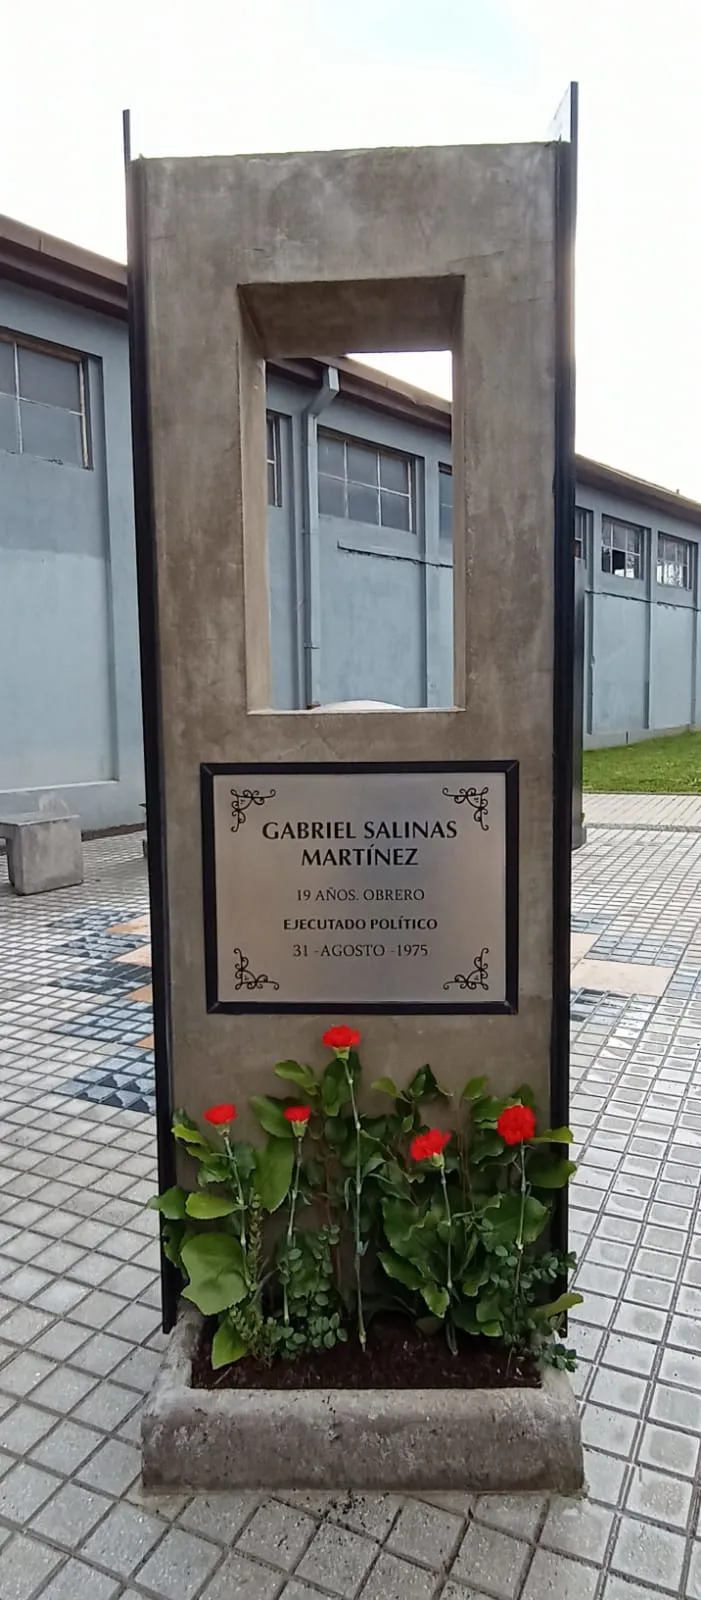 GABRIEL SALINAS
MARTÍNEZ
19 AÑOS. OBRERO
EJECUTADO POLÍTICO
31 -AGOSTO -1975